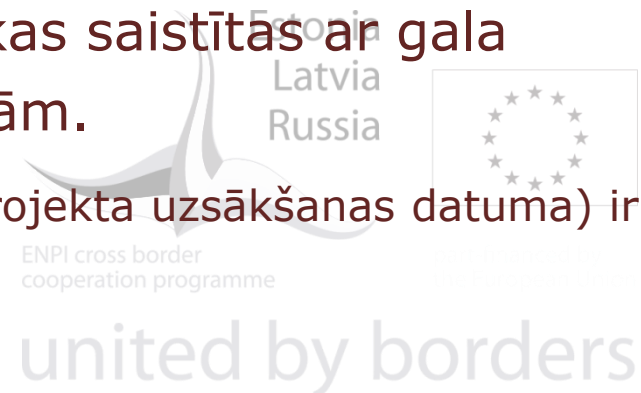 kas saistītas ar gala
ām.
rojekta uzsākšanas datuma) ir
Estonia
Latvia
Russia
ENPI cross border
cooperation programme
united by borders